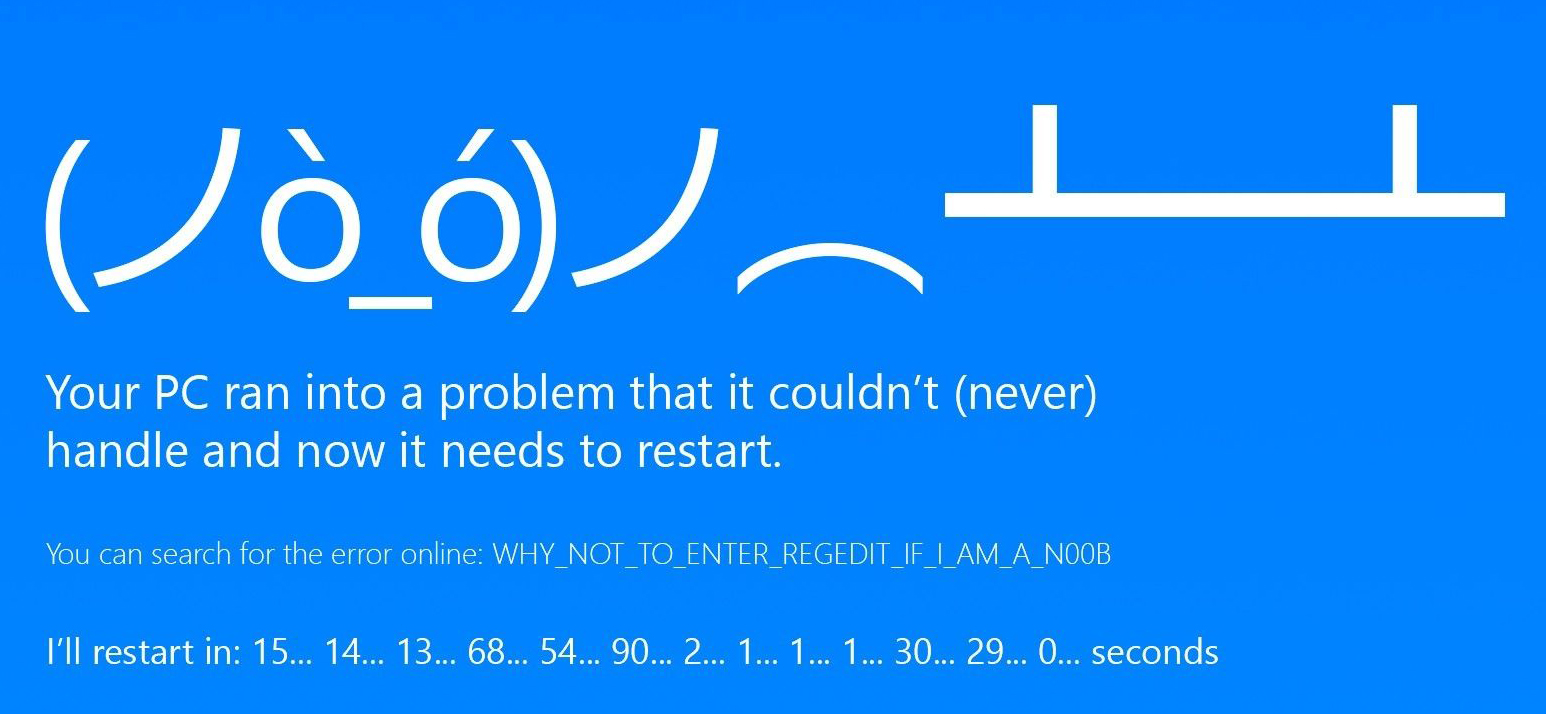 (ノò_ó)ノ ︵ ┻━┻
Your PC ran into a problem that it couldn’t (never)
handle and now it needs to restart.
You can search for the error online: WHY_NOT_TO_ENTER_REGEDIT_IF_I_AM_A_N00B
I’ll restart in: 15... 14... 13... 68... 54... 90... 2... 1... 1... 1... 30... 29... 0... seconds